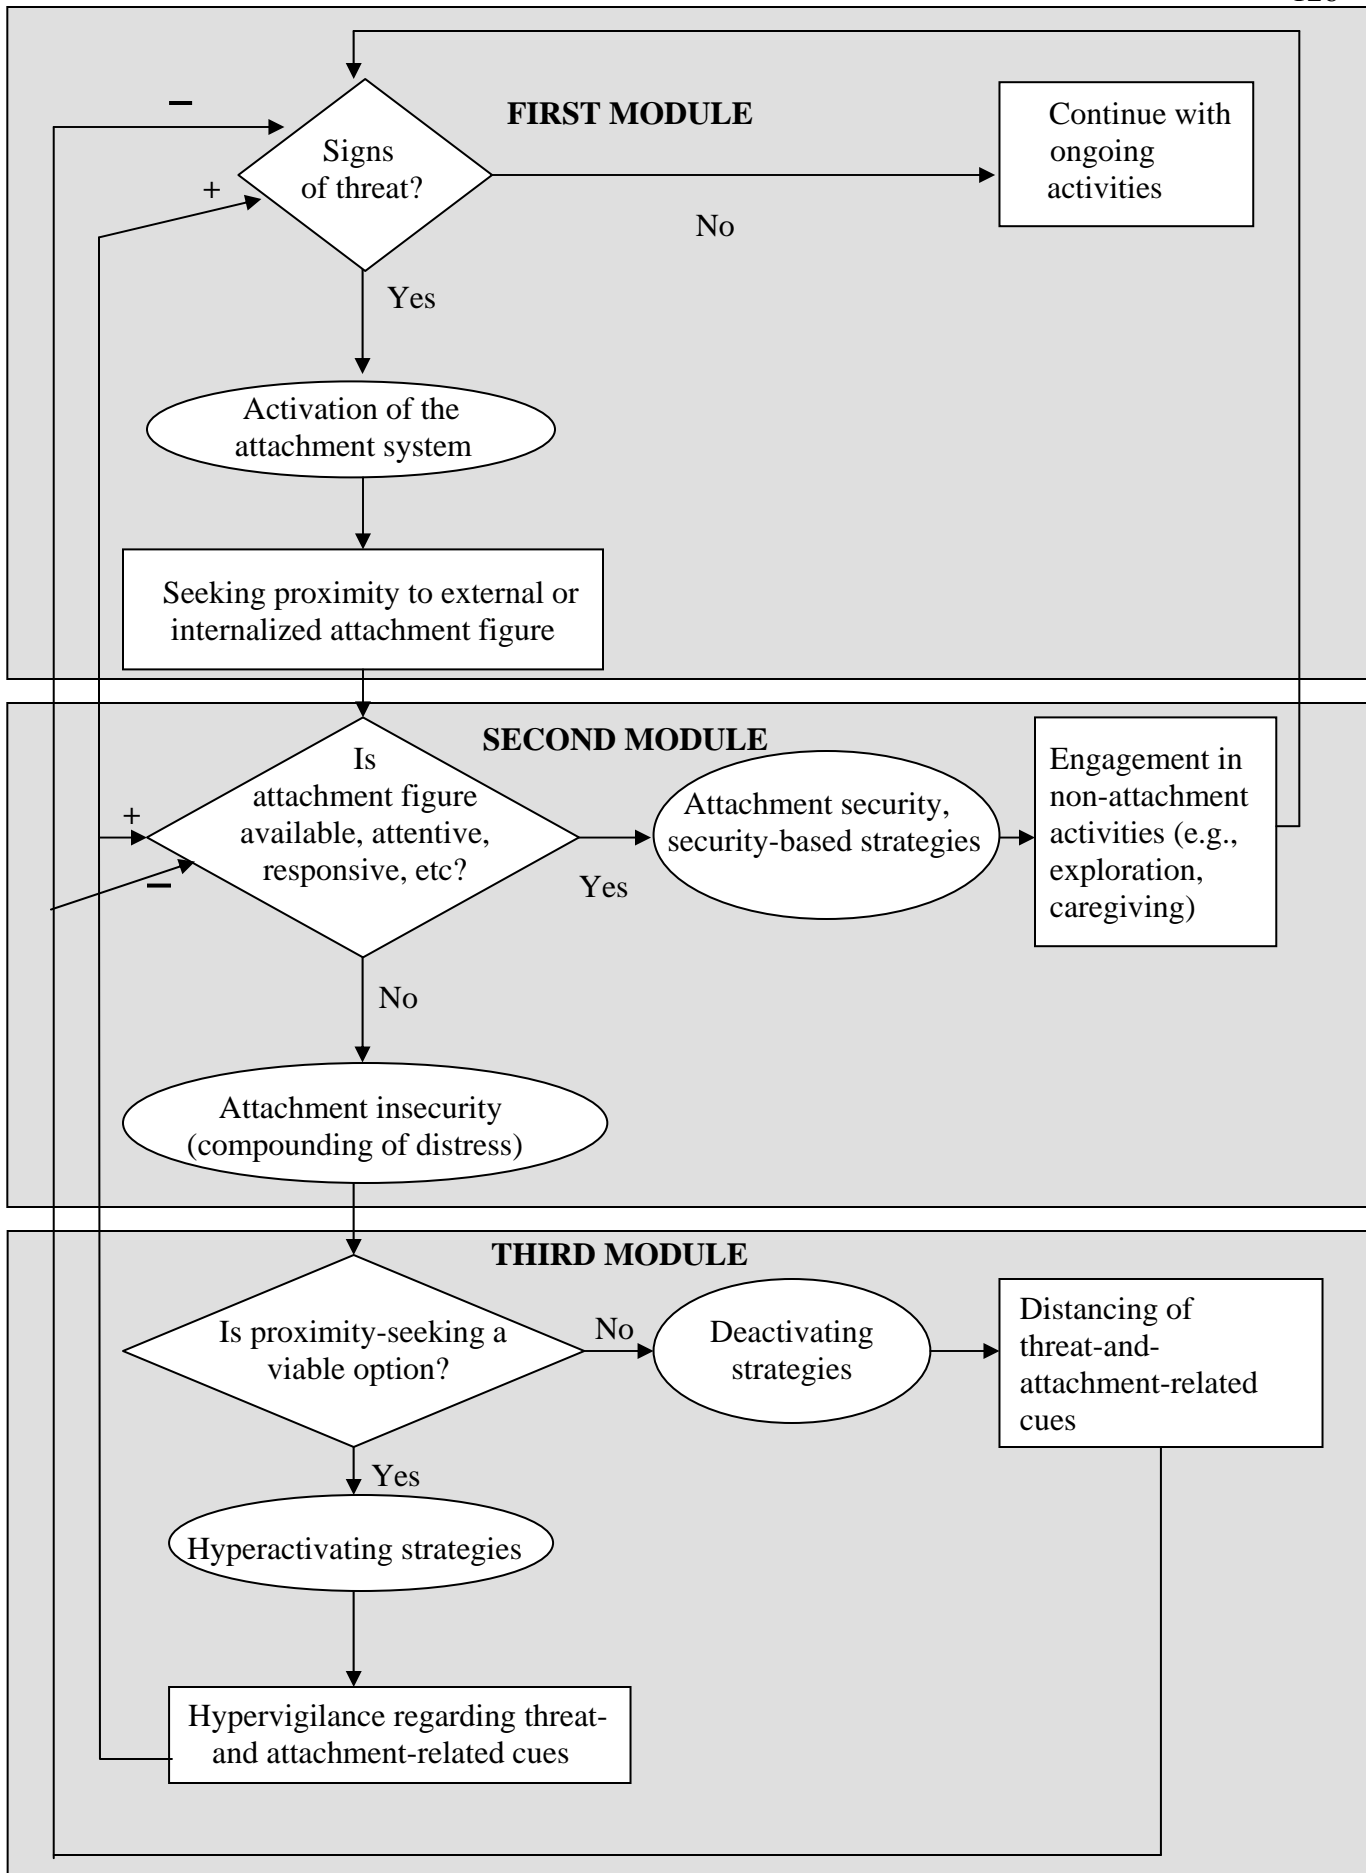 FIRST MODULE
−
Signs
of threat?
+
No
Continue with
ongoing
activities
Yes
Activation of the
attachment system
Seeking proximity to external or
internalized attachment figure
SECOND MODULE
Is
attachment figure
available, attentive,
responsive, etc?
+
−
Yes
Attachment security,
security-based strategies
Engagement in
non-attachment
activities (e.g.,
exploration,
caregiving)
No
Attachment insecurity
(compounding of distress)
THIRD MODULE
Is proximity-seeking a
viable option?
No
Deactivating
strategies
Distancing of
threat-and-
attachment-related
cues
Yes
Hyperactivating strategies
Hypervigilance regarding threat-
and attachment-related cues